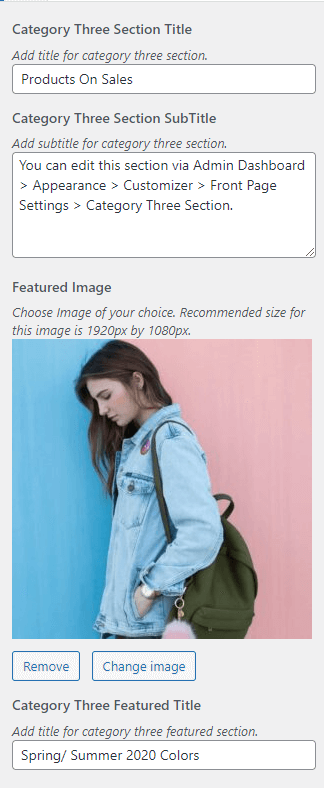 Category Three Section Title
Add title for category three section.
Products On Sales
Category Three Section SubTitle
Add subtitle for category three section.
You can edit this section via Admin Dashboard
> Appearance > Customizer > Front Page
Settings > Category Three Section.
Featured Image
Choose Image of your choice. Recommended size for
this image is 1920px by 1080px.
Remove
Change image
Category Three Featured Title
Add title for category three featured section.
Spring/ Summer 2020 Colors